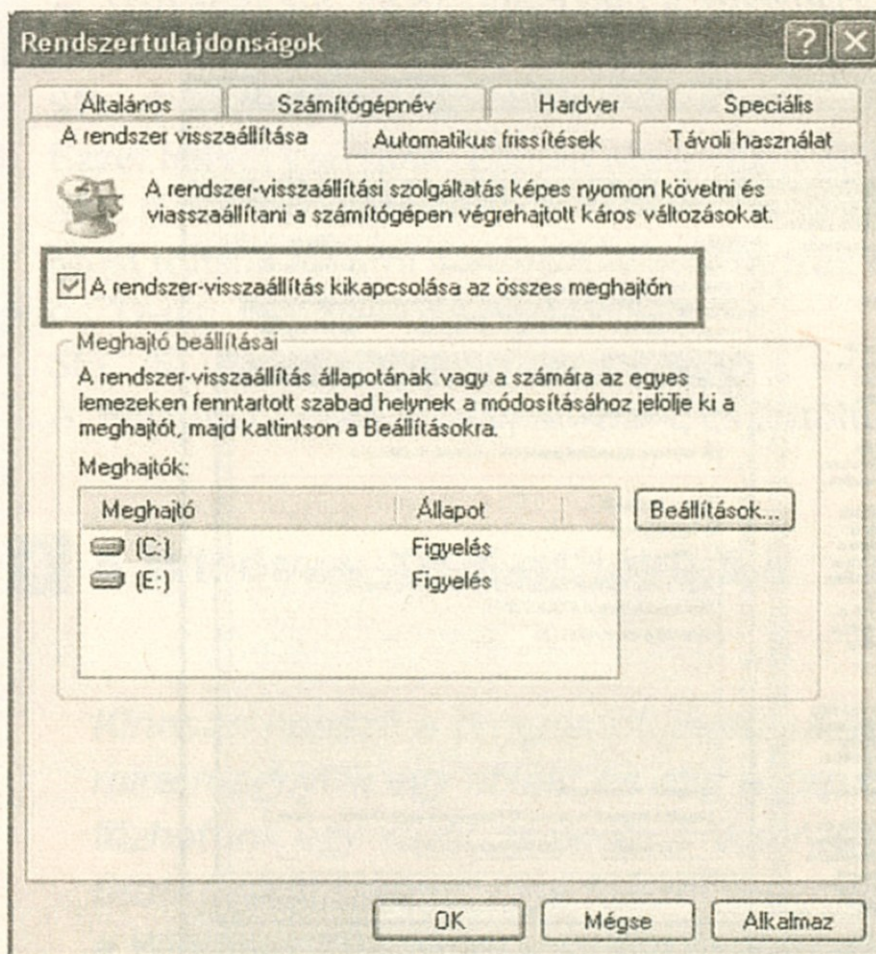 Rendszertulajdonságok
Általános Számítógépnév Hardver Speciális
A rendszer visszaállítása Automatikus frissítések Távoli használat
A rendszer-visszaállítási szolgáltatás képes nyomon követni és
viasszaállítani a számítógépen végrehajtott káros változásokat.
A rendszer-visszaállítás kikapcsolása az összes meghajtón
Meghajtó beállításai
A rendszer-visszaállítás állapotának vagy a számára az egyes
lemezeken fenntartott szabad helynek a módosításához jelölje ki a
meghajtót, majd kattintson a Beállításokra.
Meghajtók:
Meghajtó Állapot
(C:) Figyelés
(E:) Figyelés
Beállítások...
OK Mégse Alkalmaz